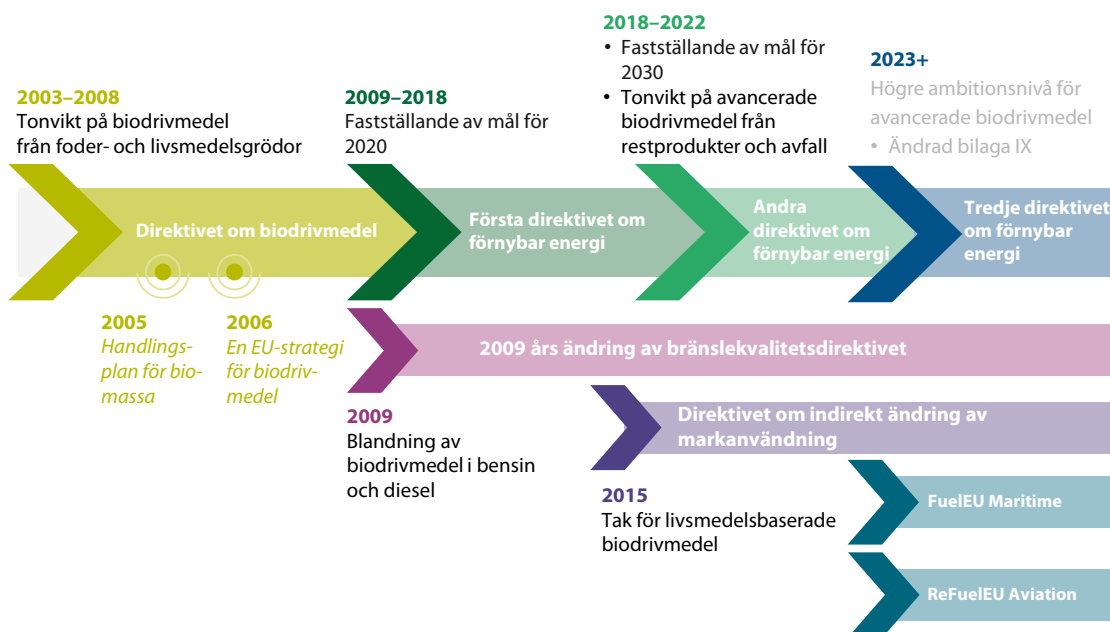 2003–2008
Tonvikt på biodrivmedel
från foder- och livsmedelsgrödor
2009–2018
Fastställande av mål för
2020
2018–2022
• Fastställande av mål för
2030
• Tonvikt på avancerade
biodrivmedel från
restprodukter och avfall
2023+
Högre ambitionsnivå för
avancerade biodrivmedel
• Ändrad bilaga IX
Direktivet om biodrivmedel
Första direktivet om
förnybar energi
Andra
direktivet om
förnybar energi
Tredje direktivet
om förnybar
energi
2005
Handlings-
plan för bio-
massa
2006
En EU-strategi
för biodriv-
medel
2009 års ändring av bränslekvalitetsdirektivet
2009
Blandning av
biodrivmedel i bensin
och diesel
Direktivet om indirekt ändring av
markanvändning
2015
Tak för livsmedelsbaserade
biodrivmedel
FuelEU Maritime
ReFuelEU Aviation